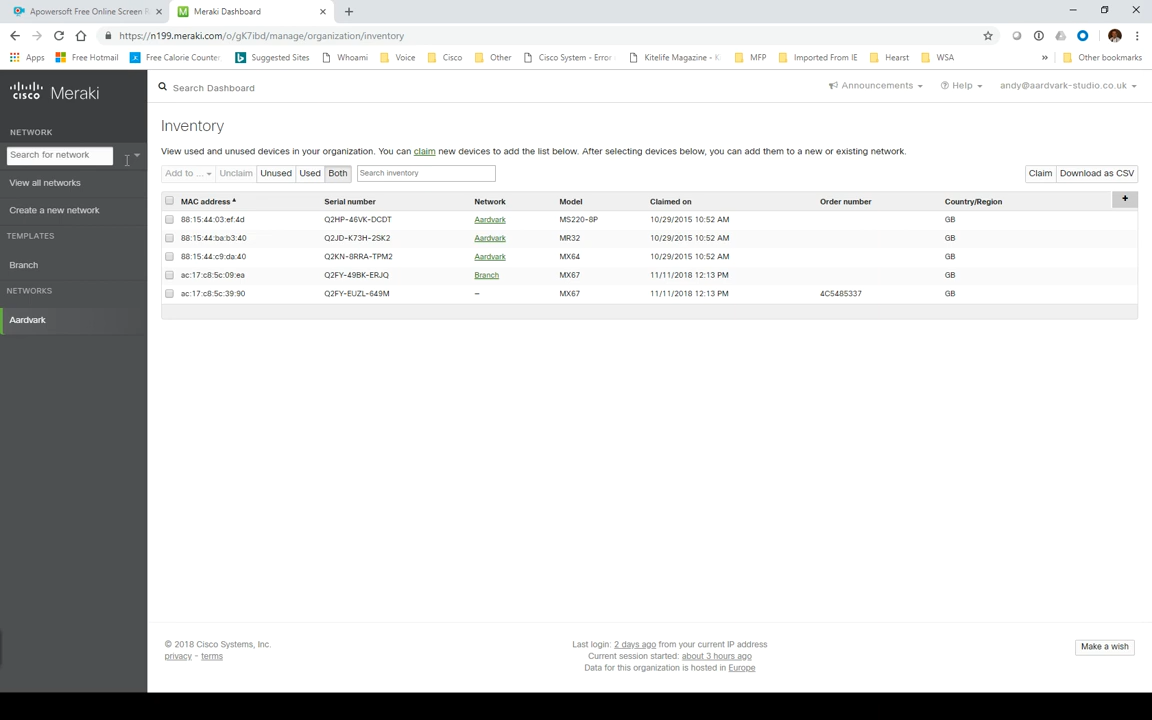 Apowersoft Free Online Screen R
Meraki Dashboard
https://n199.meraki.com/o/gK7ibd/manage/organization/inventory
Apps
Free Hotmail
Free Calorie Counter
Suggested Sites
Whoami
Voice
Cisco
Other
Cisco System - Error
Kitelife Magazine - Ki
MFP
Imported From IE
Hearst
WSA
»
Other bookmarks
CISCO Meraki
Search Dashboard
Announcements
Help
andy@aardvark-studio.co.uk
NETWORK
Search for network
View all networks
Create a new network
TEMPLATES
Branch
NETWORKS
Aardvark
Inventory
View used and unused devices in your organization. You can claim new devices to add the list below. After selecting devices below, you can add them to a new or existing network.
Add to ... Unclaim Unused Used Both Search inventory Claim Download as CSV
MAC address Serial number Network Model Claimed on Order number Country/Region +
88:15:44:03:ef:4d Q2HP-46VK-DCDT Aardvark MS220-8P 10/29/2015 10:52 AM GB
88:15:44:ba:b3:40 Q2JD-K73H-2SK2 Aardvark MR32 10/29/2015 10:52 AM GB
88:15:44:c9:da:40 Q2KN-8RRA-TPM2 Aardvark MX64 10/29/2015 10:52 AM GB
ac:17:c8:5c:09:ea Q2FY-49BK-ERJQ Branch MX67 11/11/2018 12:13 PM GB
ac:17:c8:5c:39:90 Q2FY-EUZL-649M – MX67 11/11/2018 12:13 PM 4C5485337 GB
© 2018 Cisco Systems, Inc.
privacy - terms
Last login: 2 days ago from your current IP address
Current session started: about 3 hours ago
Data for this organization is hosted in Europe
Make a wish